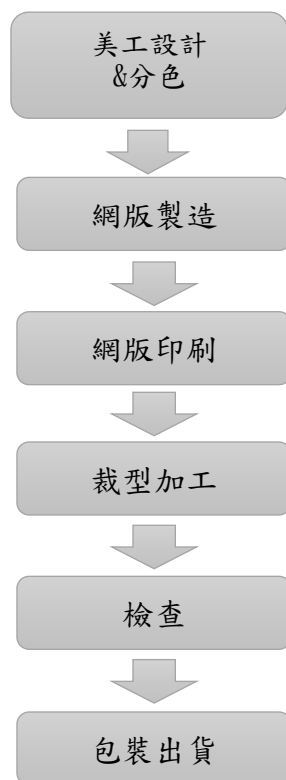 美工設計
&分色
網版製造
網版印刷
裁型加工
檢查
包裝出貨